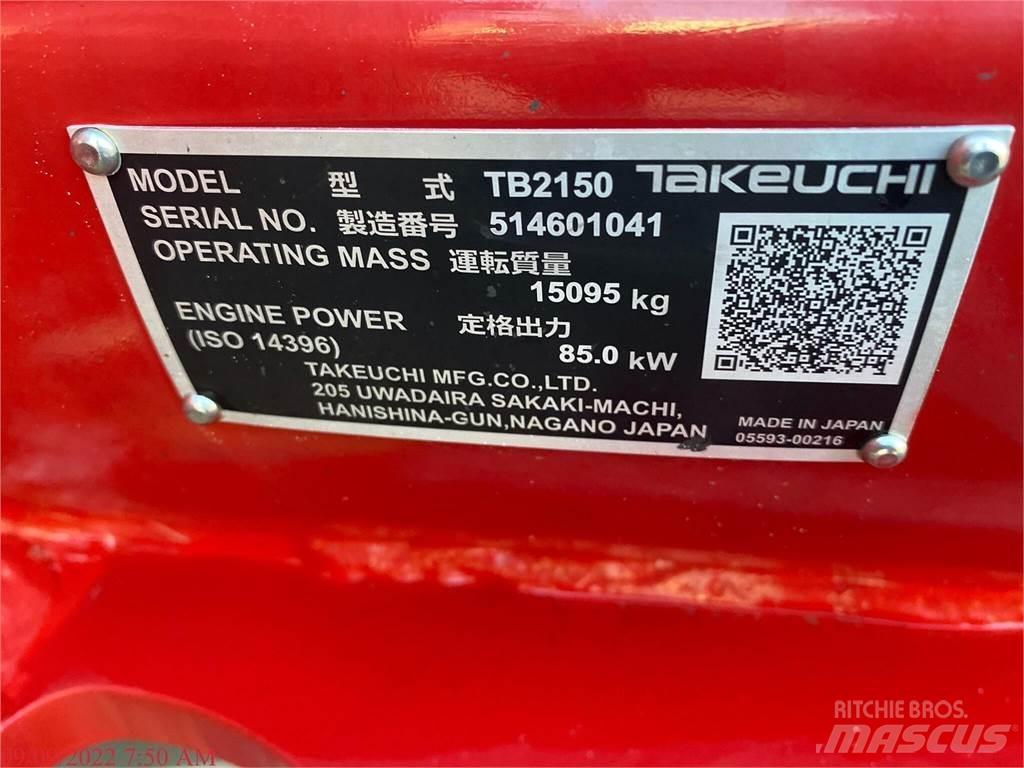 MODEL 型 式 TB2150 TAKEUCHI
SERIAL NO. 製造番号 514601041
OPERATING MASS 運転質量
15095 kg
ENGINE POWER 定格出力
(ISO 14396) 85.0 kW
TAKEUCHI MFG.CO.,LTD.
205 UWADAIRA SAKAKI-MACHI,
HANISHINA-GUN,NAGANO JAPAN
MADE IN JAPAN
05593-00216
RITCHIE BROS.
MASCUS
7:50 AM